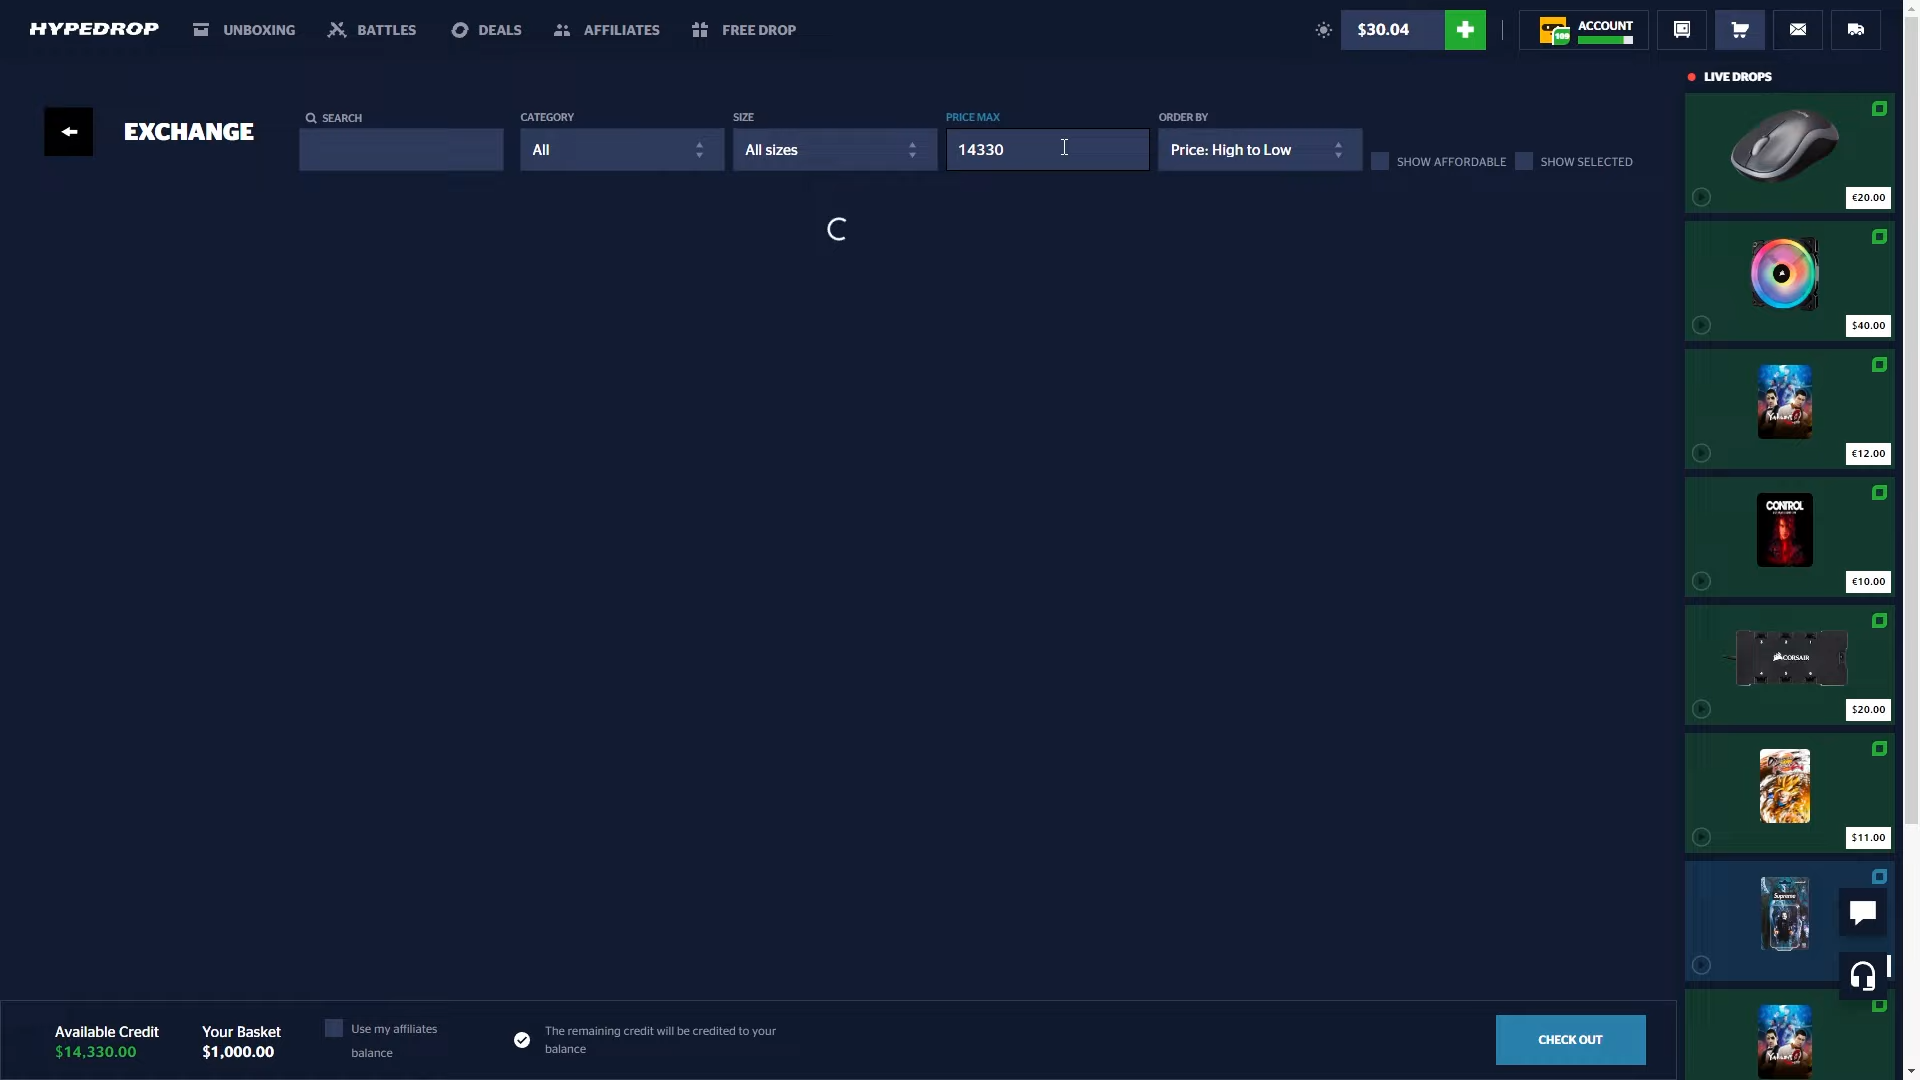 HYPEDROP
UNBOXING
BATTLES
DEALS
AFFILIATES
FREE DROP
$30.04
109
ACCOUNT
LIVE DROPS
EXCHANGE
SEARCH
CATEGORY
All
SIZE
All sizes
PRICE MAX
14330
ORDER BY
Price: High to Low
SHOW AFFORDABLE
SHOW SELECTED
€20.00
$40.00
€12.00
CONTROL
€10.00
CORSAIR
$20.00
$11.00
Supreme
Available Credit
$14,330.00
Your Basket
$1,000.00
Use my affiliates
balance
The remaining credit will be credited to your
balance
CHECK OUT